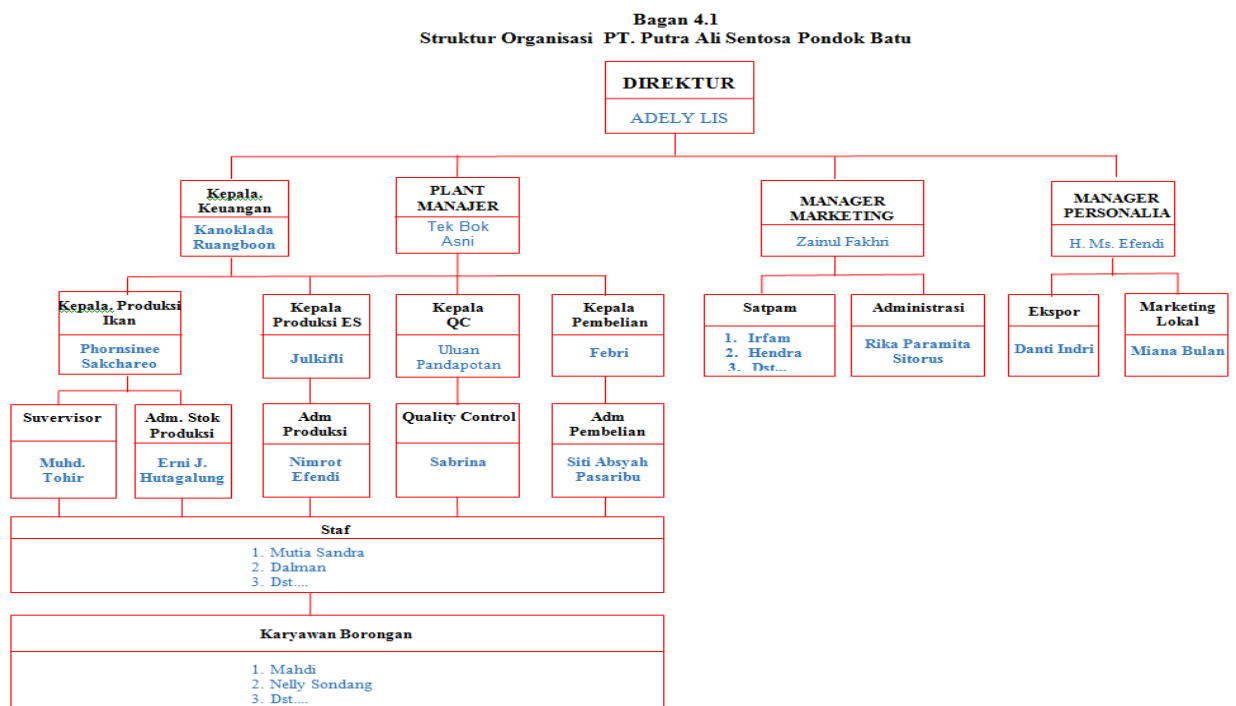 Bagan 4.1
Struktur Organisasi PT. Putra Ali Sentosa Pondok Batu
DIREKTUR
ADELY LIS
Kepala.
Keuangan
Kanoklada
Ruangboon
PLANT
MANAJER
Tek Bok
Asni
MANAGER
MARKETING
Zainul Fakhri
MANAGER
PERSONALIA
H. Ms. Efendi
Kepala. Produksi
Ikan
Phornsinee
Sakchareo
Kepala
Produksi ES
Julkifli
Kepala
QC
Uluan
Pandapotan
Kepala
Pembelian
Febri
Satpam
1. Irfam
2. Hendra
3. Dst...
Administrasi
Rika Paramita
Sitorus
Ekspor
Danti Indri
Marketing
Lokal
Miana Bulan
Suvervisor
Muhd.
Tohir
Adm. Stok
Produksi
Erni J.
Hutagalung
Adm
Produksi
Nimrot
Efendi
Quality Control
Sabrina
Adm
Pembelian
Siti Absyah
Pasaribu
Staf
1. Mutia Sandra
2. Dalman
3. Dst....
Karyawan Borongan
1. Mahdi
2. Nelly Sondang
3. Dst....